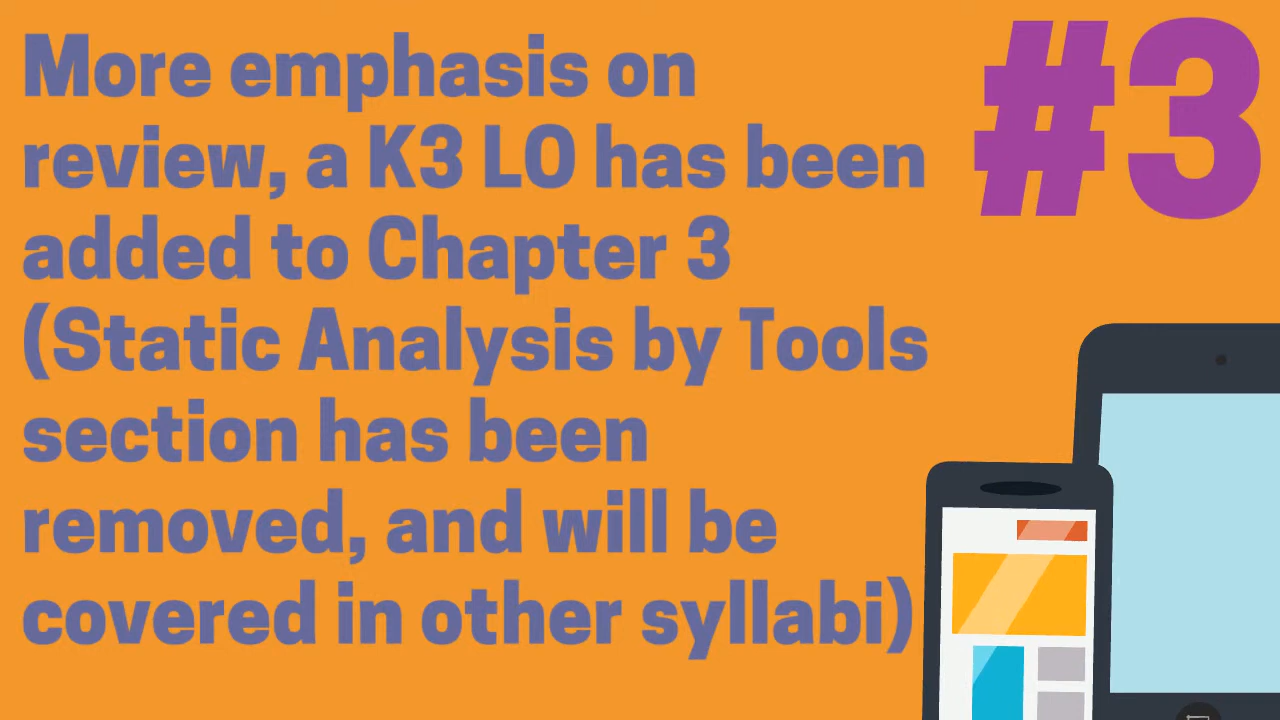 More emphasis on
review, a K3 LO has been
added to Chapter 3
(Static Analysis by Tools
section has been
removed, and will be
covered in other syllabi)
#3